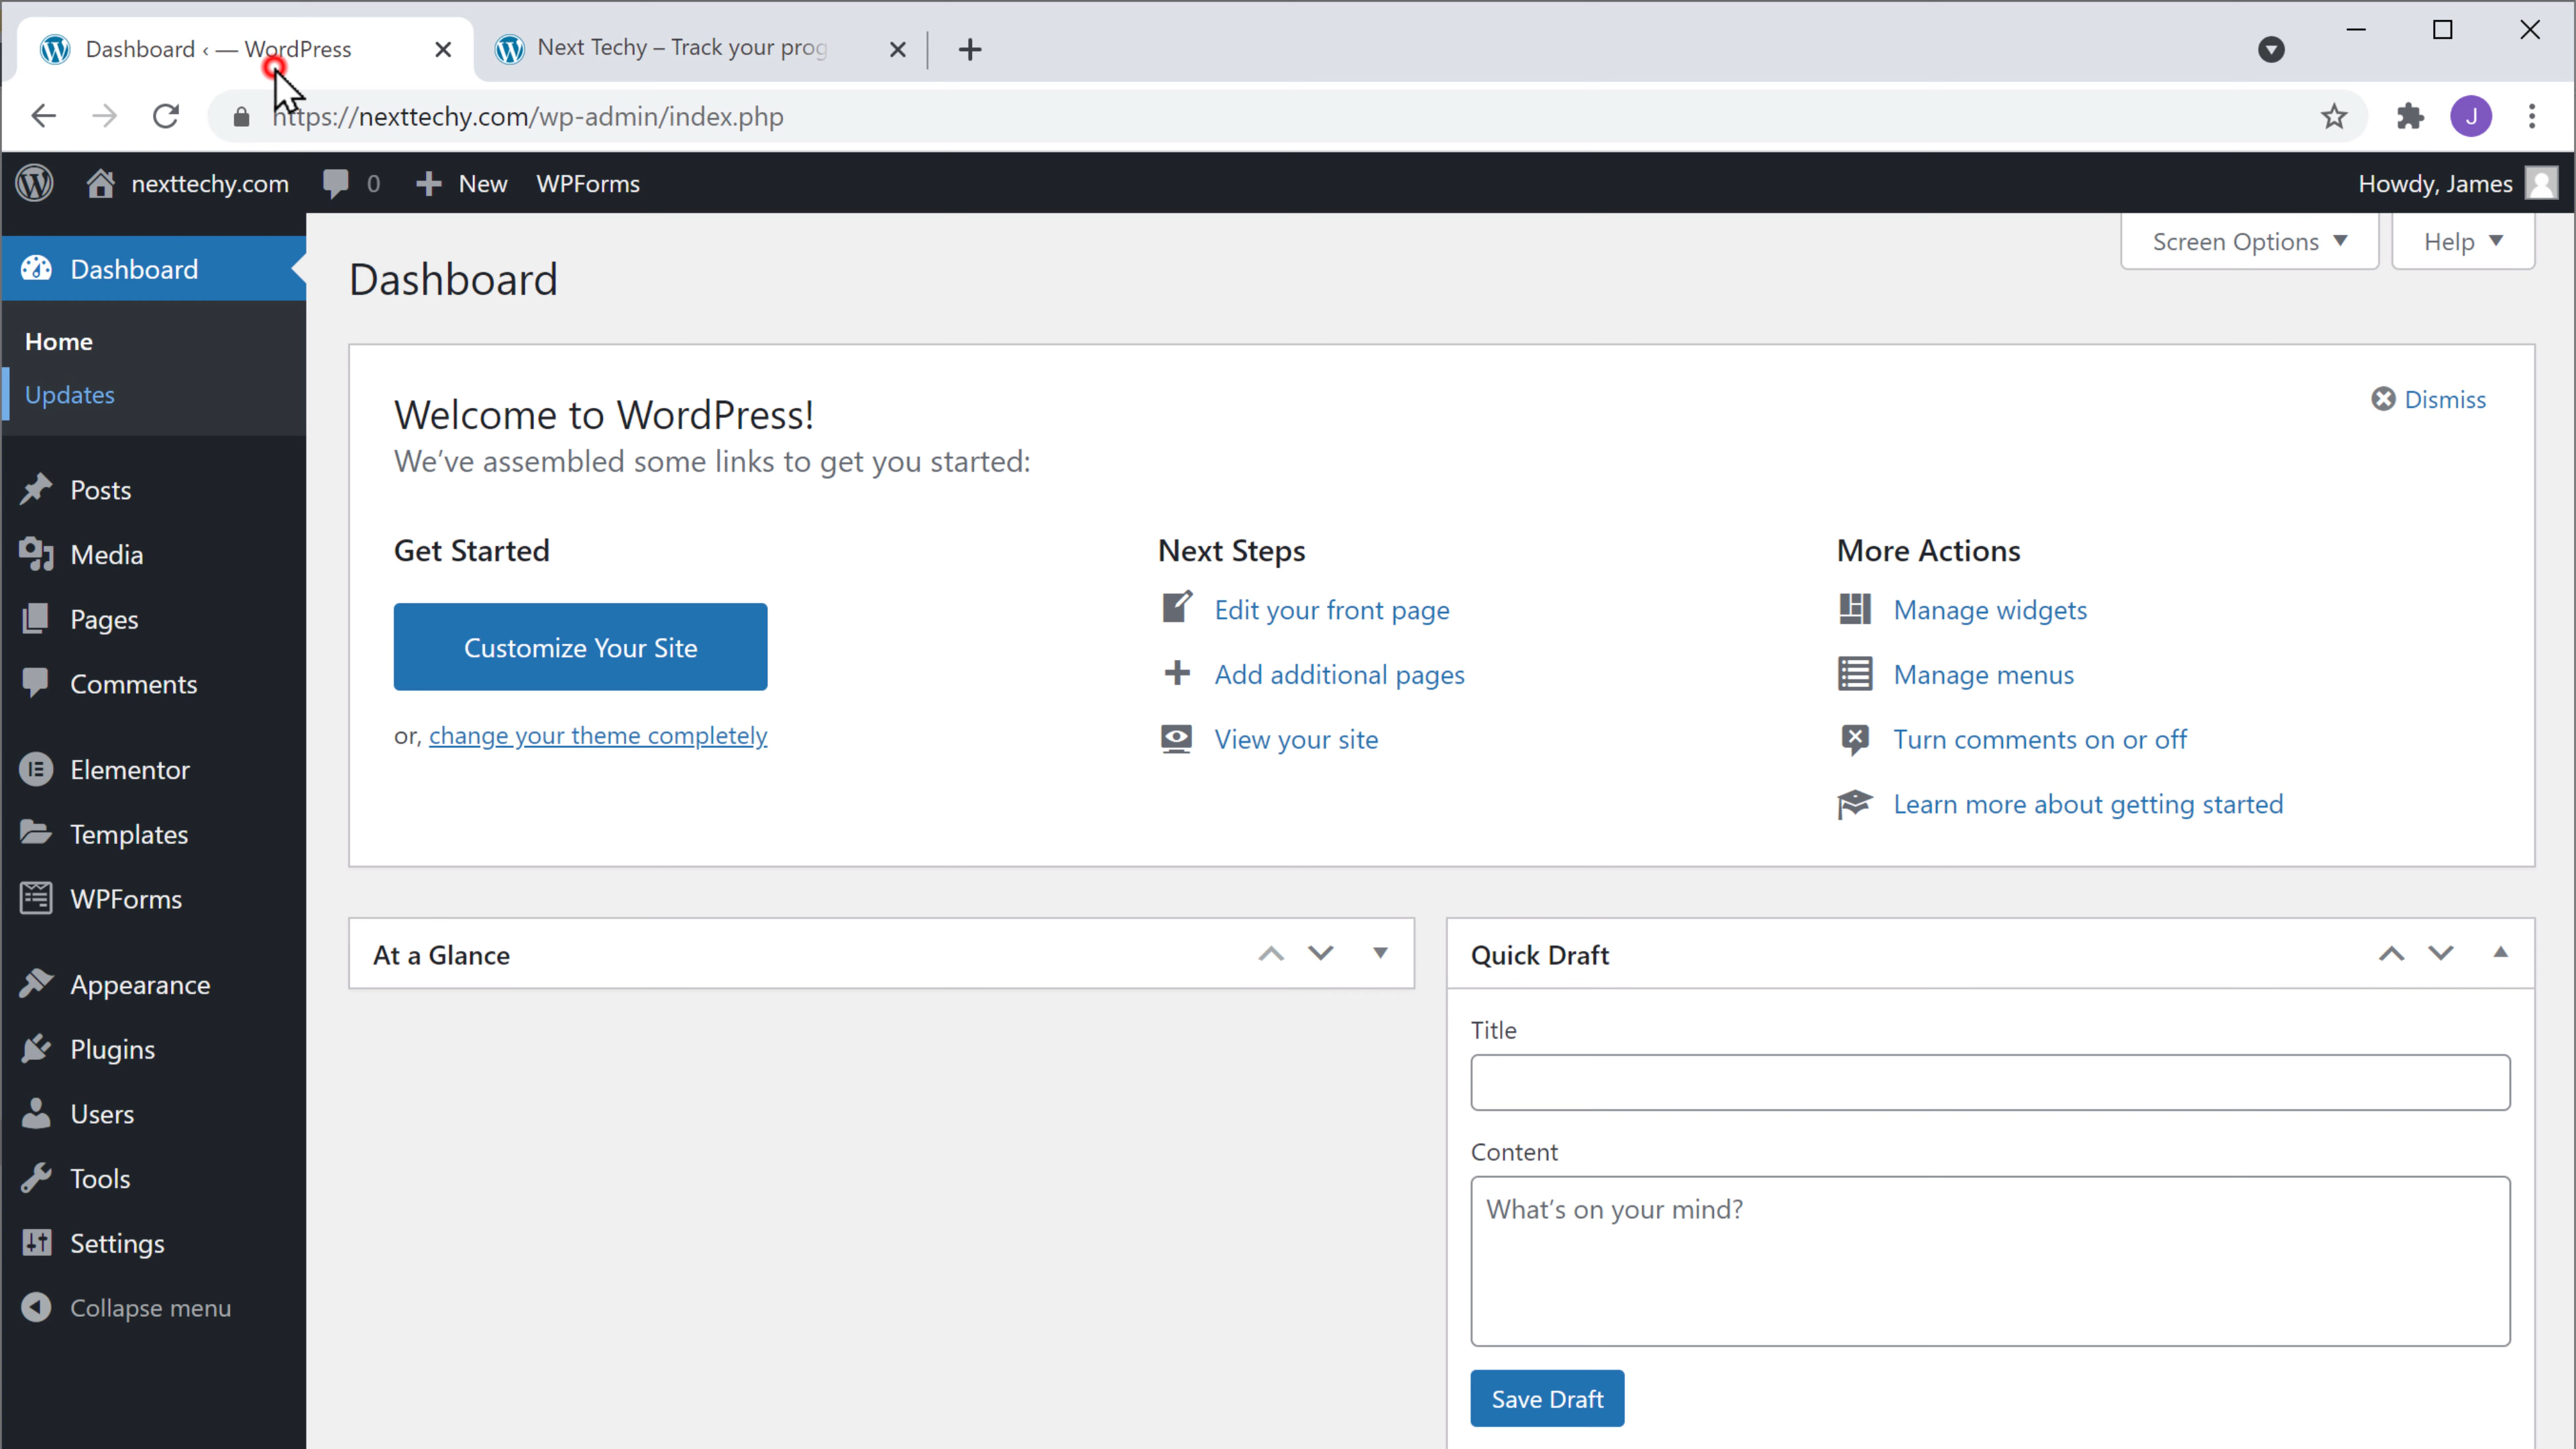 Dashboard ‹ — WordPress
Next Techy – Track your prog
https://nexttechy.com/wp-admin/index.php
J
nexttechy.com 0 New WPForms
Howdy, James
Dashboard
Home
Updates
Posts
Media
Pages
Comments
Elementor
Templates
WPForms
Appearance
Plugins
Users
Tools
Settings
Collapse menu
Screen Options
Help
Dashboard
Welcome to WordPress!
We’ve assembled some links to get you started:
Dismiss
Get Started
Customize Your Site
or, change your theme completely
Next Steps
Edit your front page
Add additional pages
View your site
More Actions
Manage widgets
Manage menus
Turn comments on or off
Learn more about getting started
At a Glance
Quick Draft
Title
Content
What’s on your mind?
Save Draft